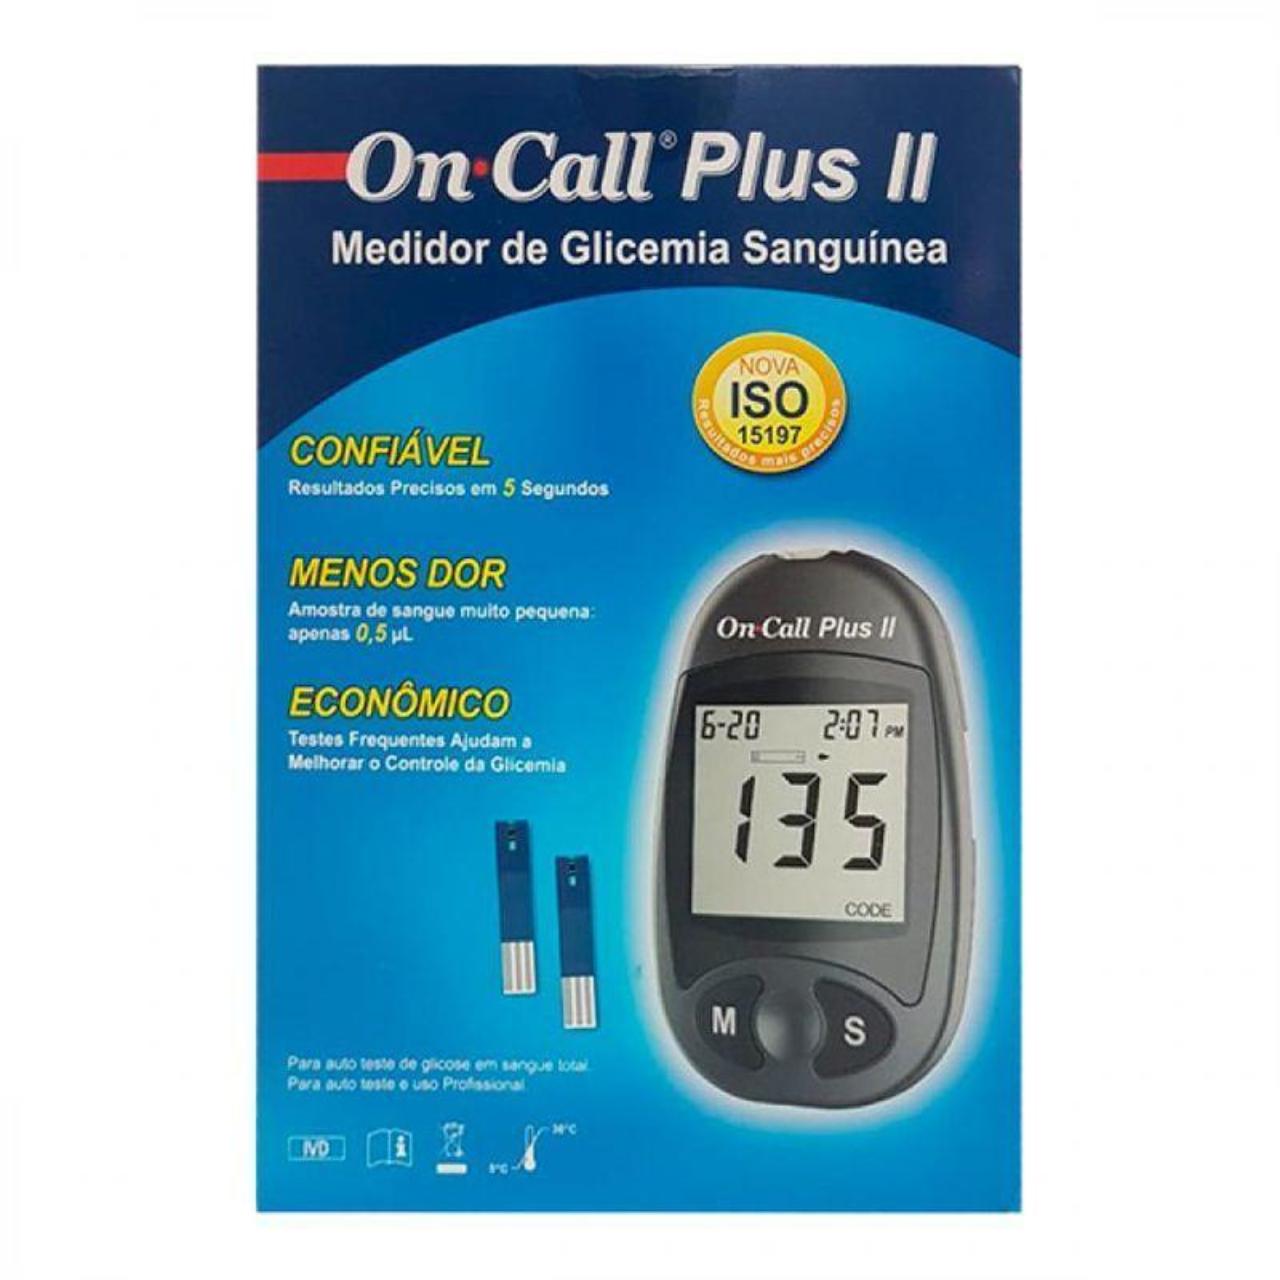 On·Call® Plus II
Medidor de Glicemia Sanguínea
NOVA
ISO
15197
Resultados mais precisos
CONFIÁVEL
Resultados Precisos em 5 Segundos
MENOS DOR
Amostra de sangue muito pequena:
apenas 0,5 µL
ECONÔMICO
Testes Frequentes Ajudam a
Melhorar o Controle da Glicemia
On·Call Plus II
6-20 2:07 PM
135
CODE
M S
Para auto teste de glicose em sangue total.
Para auto teste e uso Profissional
IVD
i
30°C
5°C